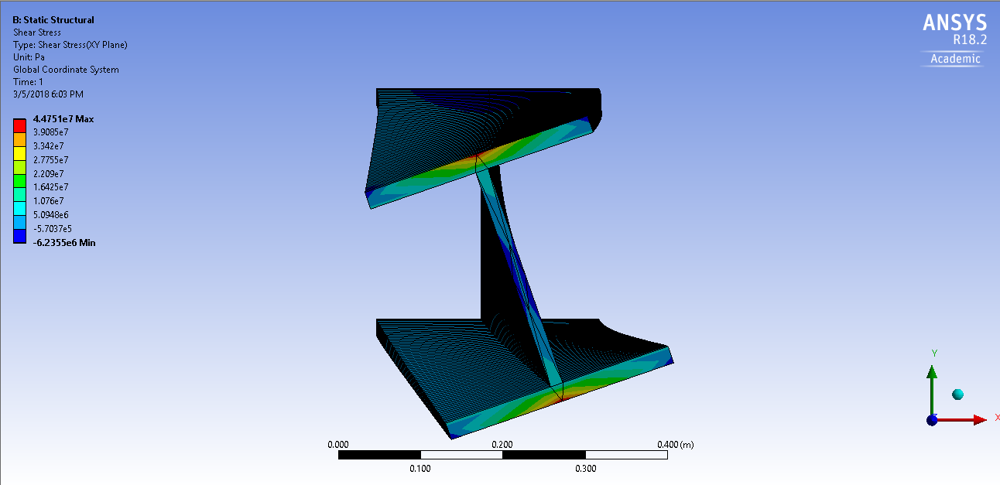 B: Static Structural
Shear Stress
Type: Shear Stress(XY Plane)
Unit: Pa
Global Coordinate System
Time: 1
3/5/2018 6:03 PM
4.4751e7 Max
3.9085e7
3.342e7
2.7755e7
2.209e7
1.6425e7
1.076e7
5.0948e6
-5.7037e5
-6.2355e6 Min
ANSYS
R18.2
Academic
Y
X
0.000 0.200 0.400 (m)
0.100 0.300